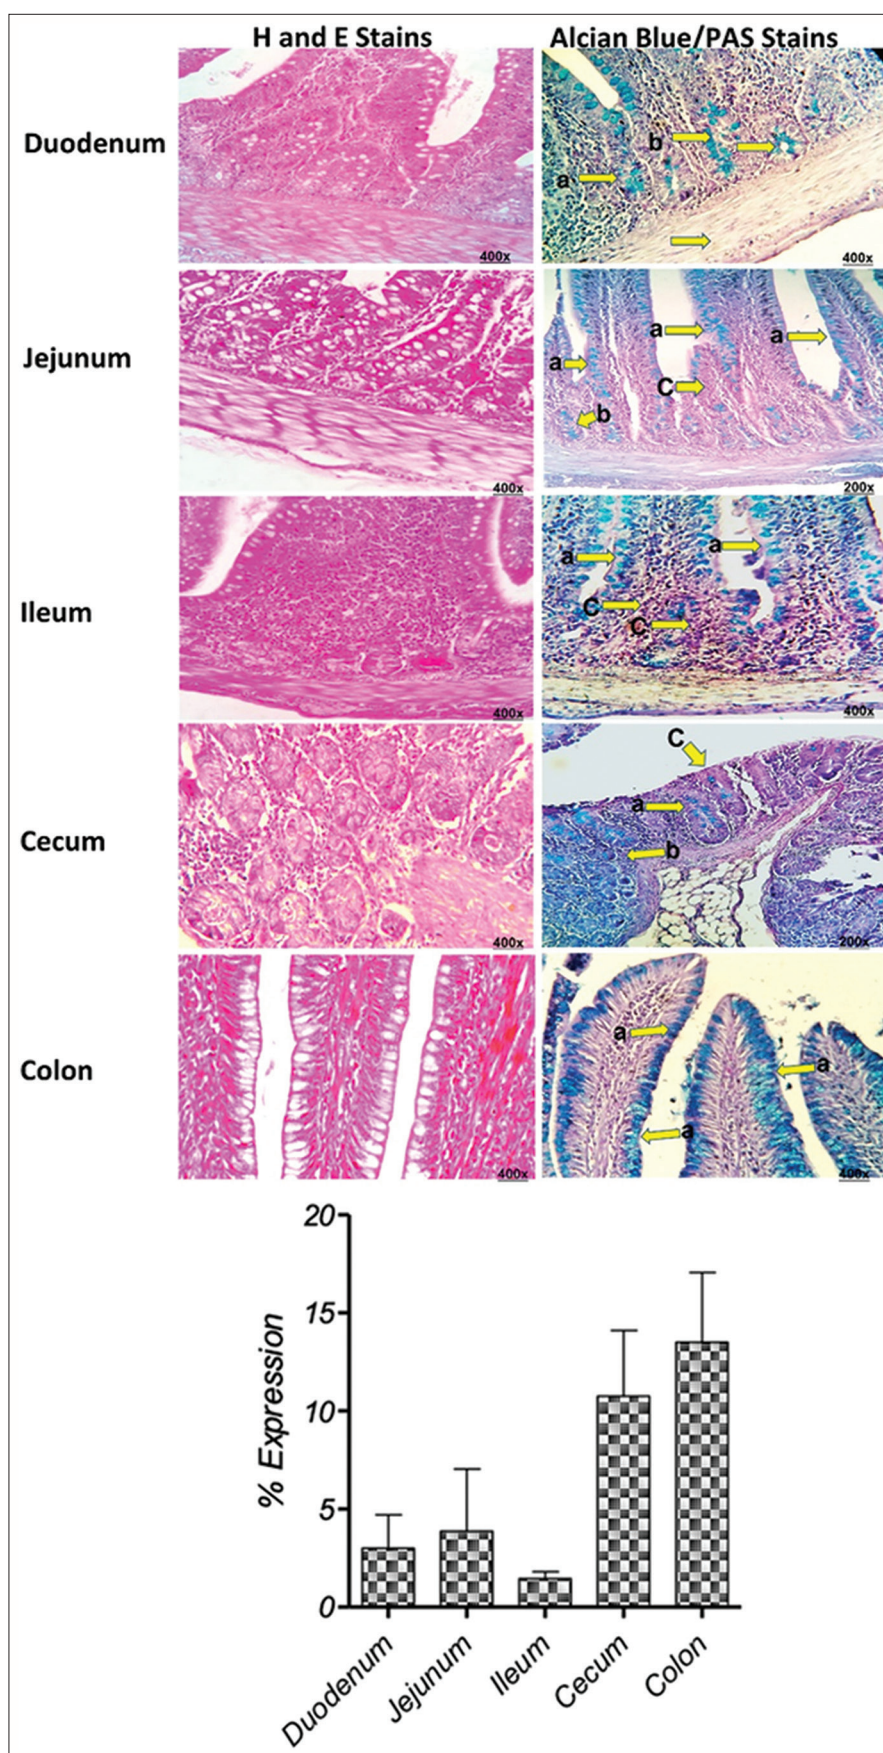 H and E Stains
Alcian Blue/PAS Stains
Duodenum
400x
b
a
400x
Jejunum
400x
a
a
a
C
b
200x
Ileum
400x
a
a
C
C
400x
Cecum
400x
C
a
b
200x
Colon
400x
a
a
a
400x
20
15
10
5
0
% Expression
Duodenum
Jejunum
Ileum
Cecum
Colon